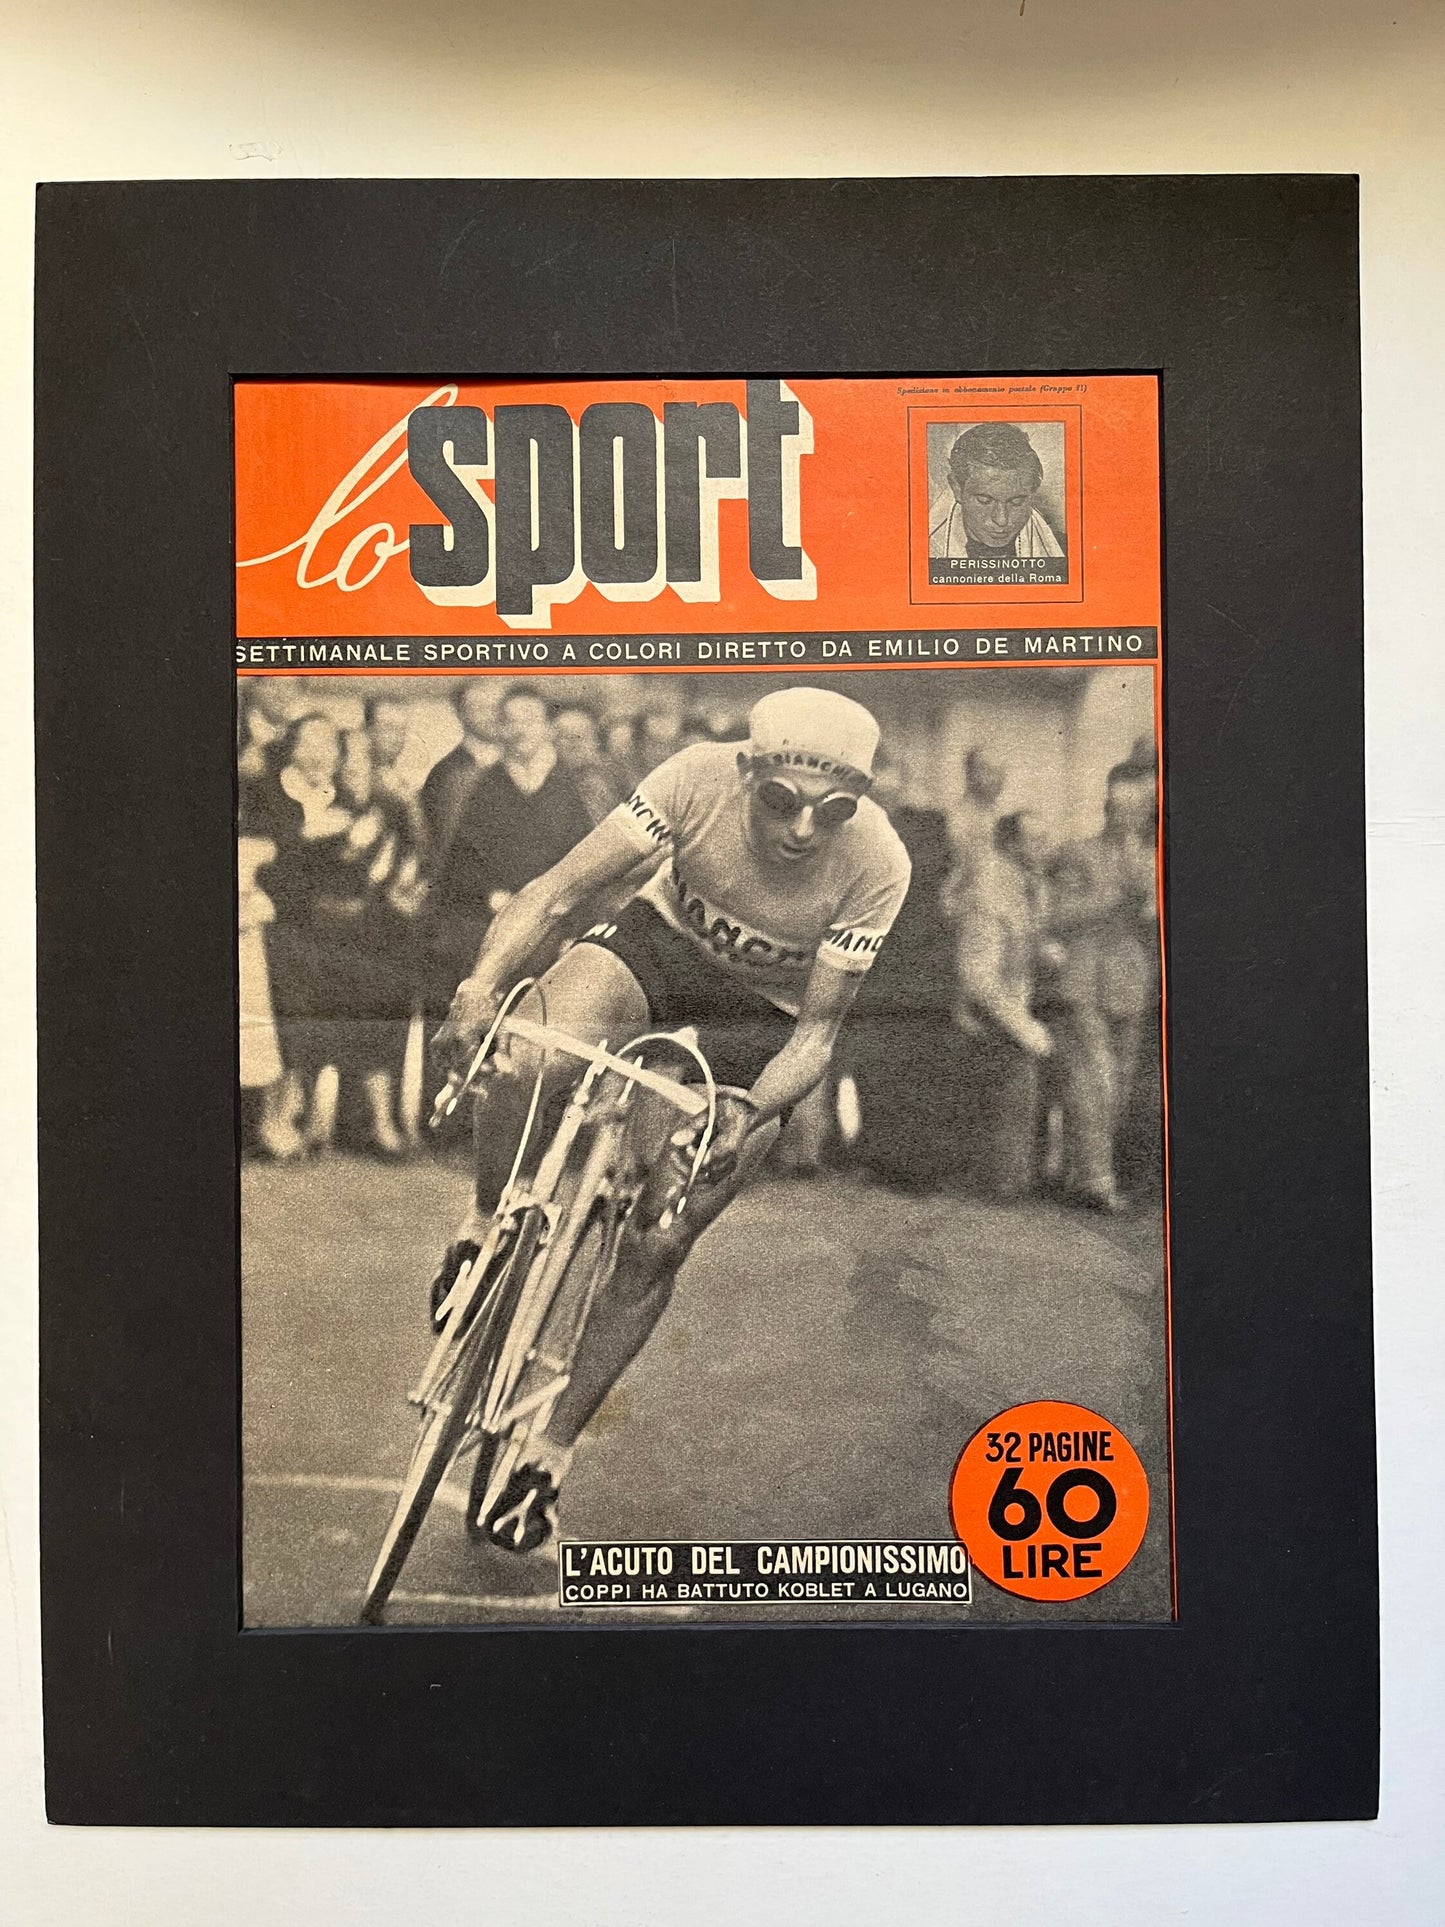 lo sport
Spedizione in abbonamento postale (Gruppo II)
PERISSINOTTO
cannoniere della Roma
SETTIMANALE SPORTIVO A COLORI DIRETTO DA EMILIO DE MARTINO
BIANCHI
32 PAGINE
60
LIRE
L'ACUTO DEL CAMPIONISSIMO
COPPI HA BATTUTO KOBLET A LUGANO